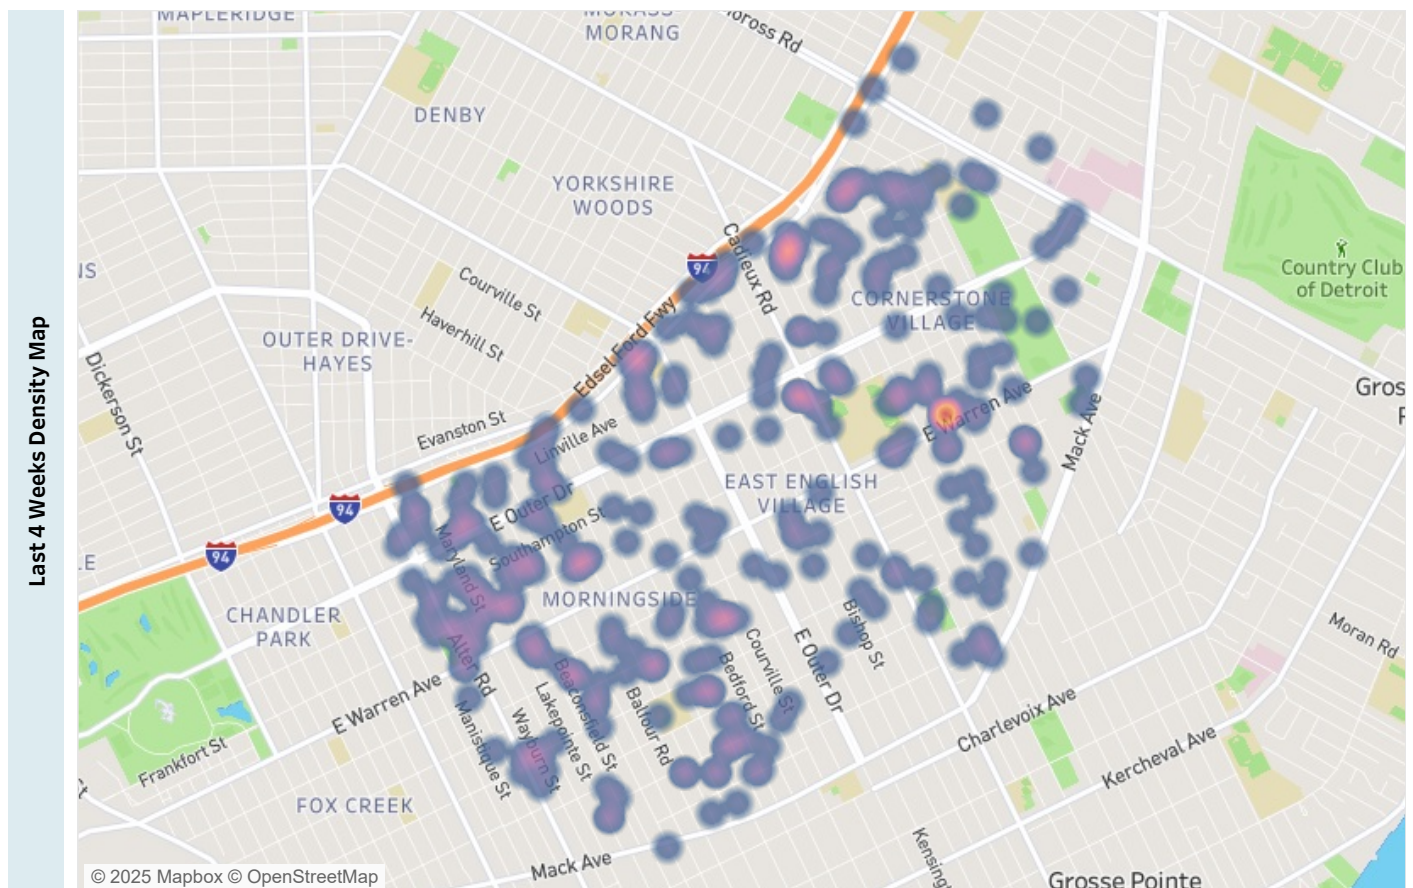 Last 4 Weeks Density Map
MAPLERIDGE
MORANG
DENBY
YORKSHIRE
WOODS
Cadieux Rd
94
Country Club
of Detroit
Courville St
Haverhill St
OUTER DRIVE-
HAYES
Edsel Ford Fwy
CORNERSTONE
VILLAGE
Dickerson St
Evanston St
Linville Ave
E Warren Ave
Mack Ave
EAST ENGLISH
VILLAGE
94
E Outer Dr
Southampton St
Maryland St
94
CHANDLER
PARK
MORNINGSIDE
Bishop St
Alter Rd
E Outer Dr
Courville St
Bedford St
Moran Rd
E Warren Ave
Beaconsfield St
Lakepointe St
Balfour Rd
Manistique St
Wayburn St
Frankfort St
Charlevoix Ave
Kercheval Ave
FOX CREEK
Mack Ave
Grosse Pointe
© 2025 Mapbox © OpenStreetMap